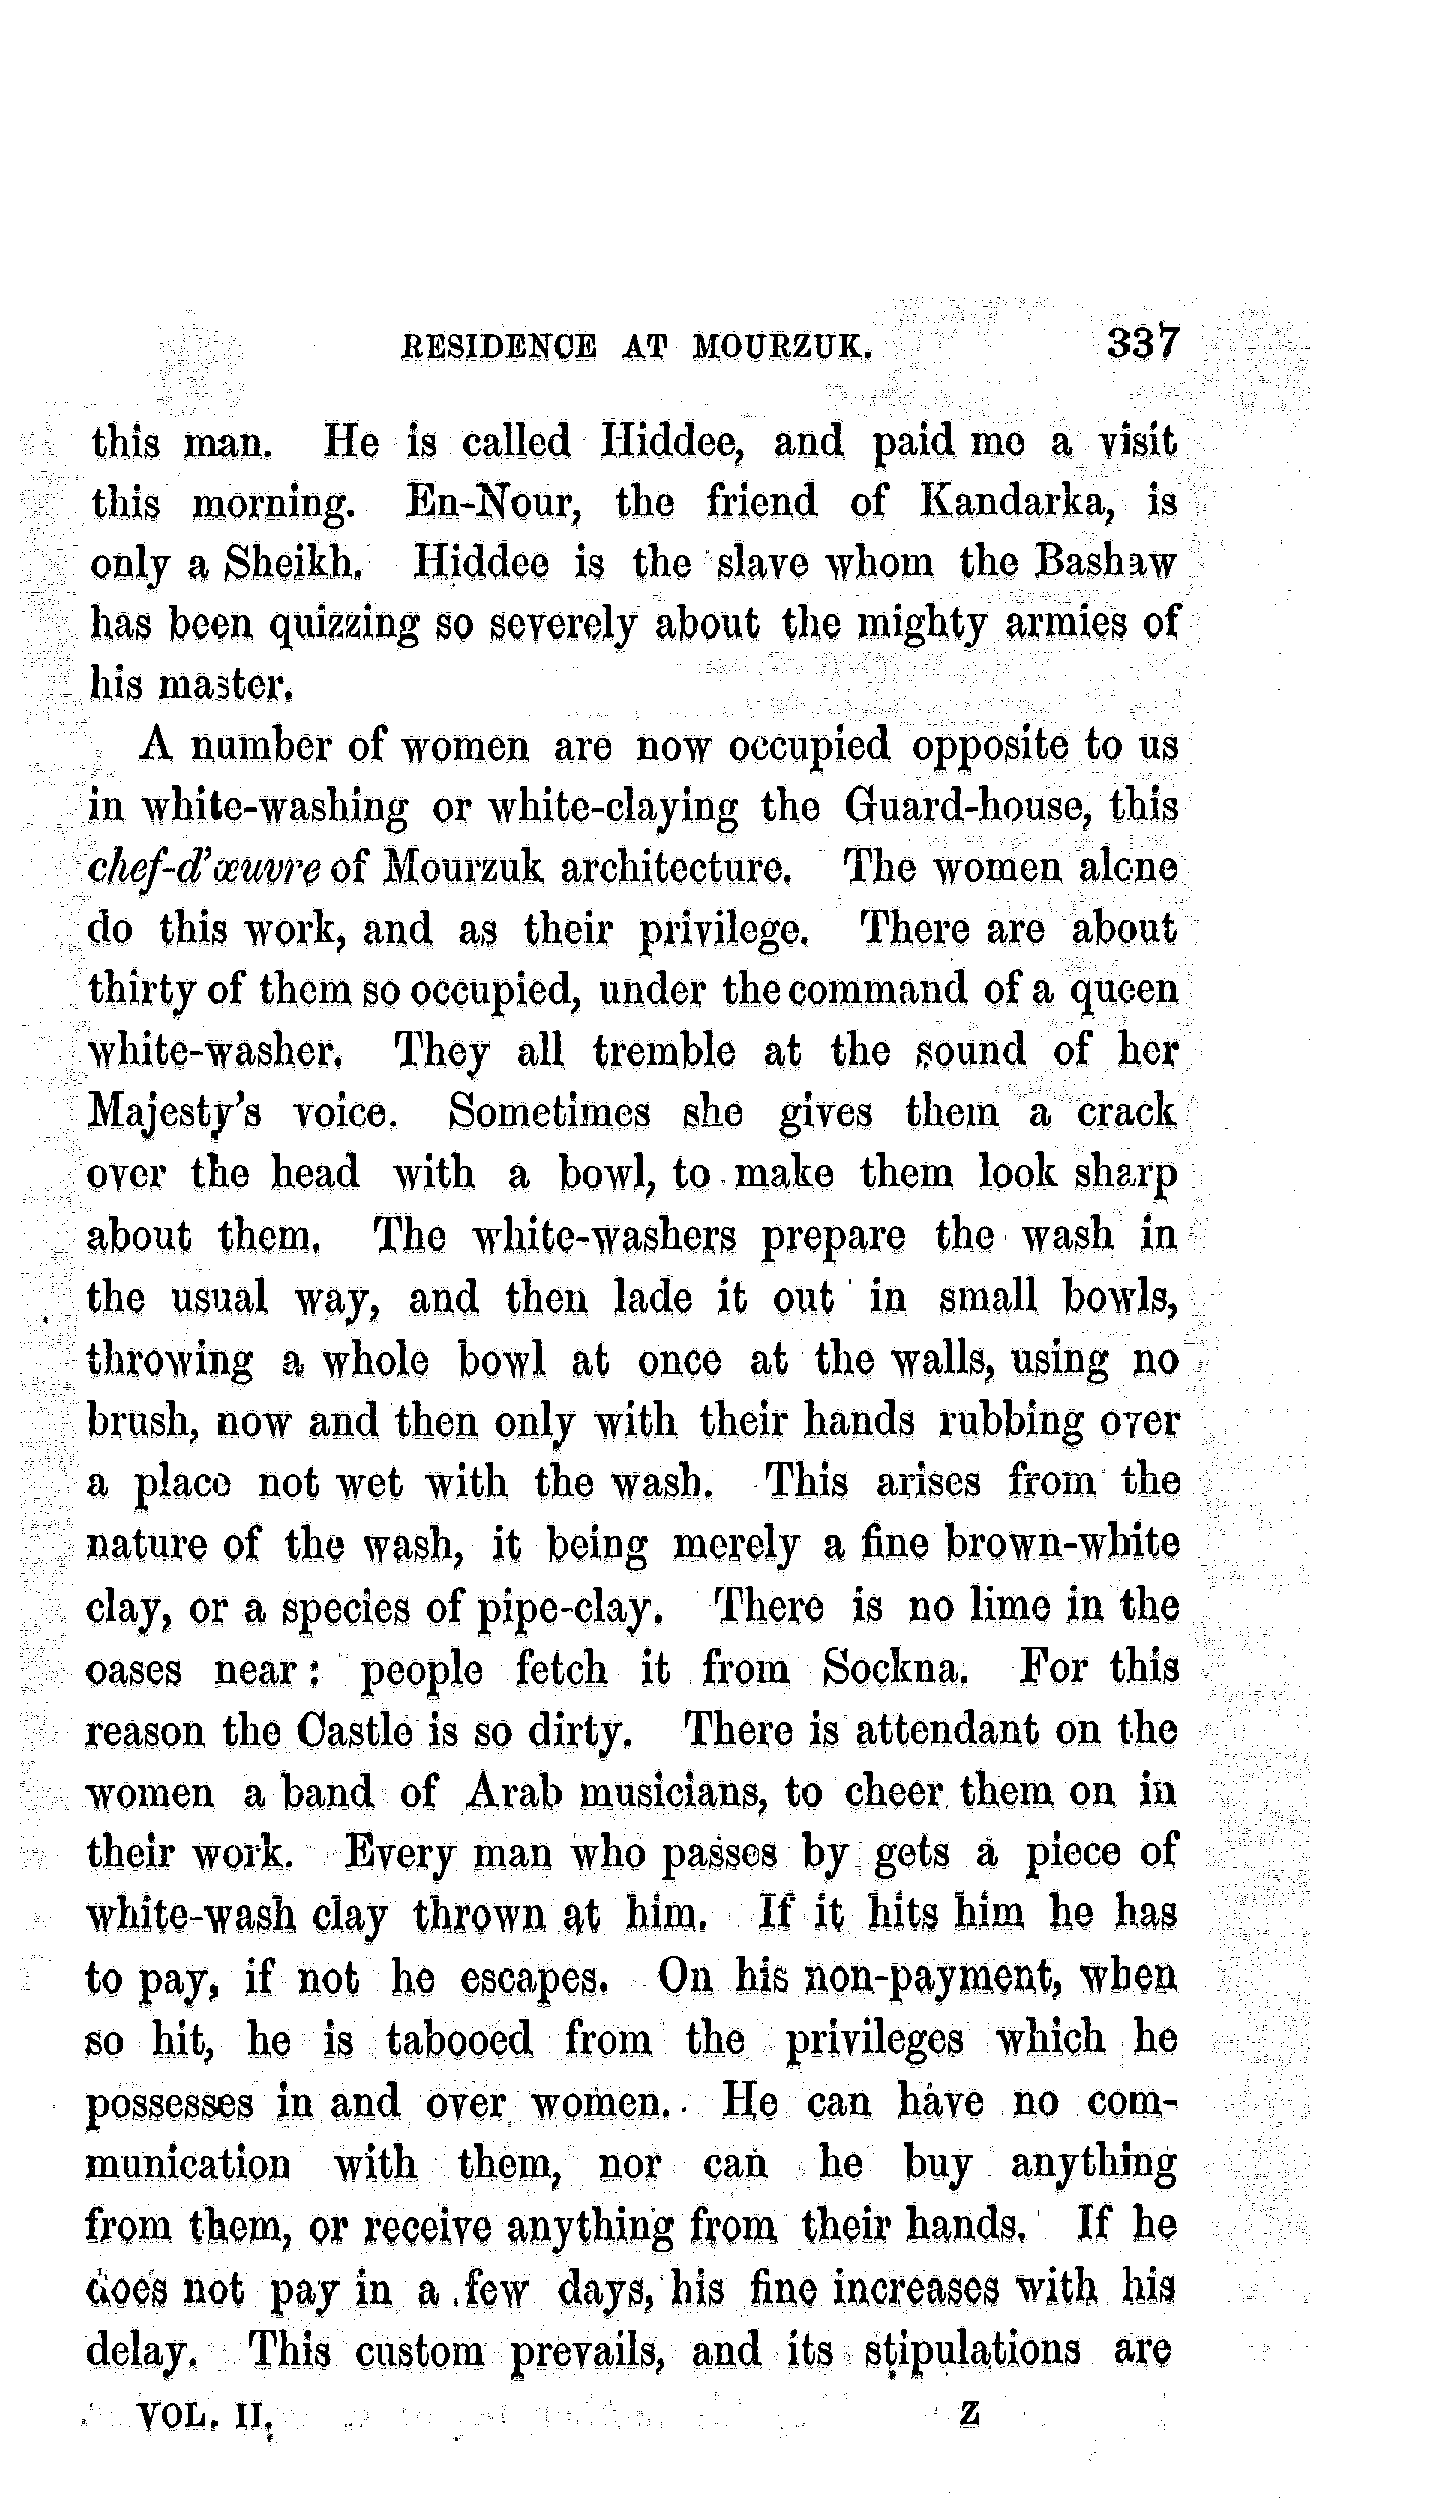 RESIDENCE AT MOURZUK. 337
this man. He is called Hiddee, and paid me a visit
this morning. En-Nour, the friend of Kandarka, is
only a Sheikh. Hiddee is the slave whom the Bashaw
has been quizzing so severely about the mighty armies of
his master.
A number of women are now occupied opposite to us
in white-washing or white-claying the Guard-house, this
chef-d'œuvre of Mourzuk architecture. The women alone
do this work, and as their privilege. There are about
thirty of them so occupied, under the command of a queen
white-washer. They all tremble at the sound of her
Majesty's voice. Sometimes she gives them a crack
over the head with a bowl, to make them look sharp
about them. The white-washers prepare the wash in
the usual way, and then lade it out in small bowls,
throwing a whole bowl at once at the walls, using no
brush, now and then only with their hands rubbing over
a place not wet with the wash. This arises from the
nature of the wash, it being merely a fine brown-white
clay, or a species of pipe-clay. There is no lime in the
oases near: people fetch it from Sockna. For this
reason the Castle is so dirty. There is attendant on the
women a band of Arab musicians, to cheer them on in
their work. Every man who passes by gets a piece of
white-wash clay thrown at him. If it hits him he has
to pay, if not he escapes. On his non-payment, when
so hit, he is tabooed from the privileges which he
possesses in and over women. He can have no com-
munication with them, nor can he buy anything
from them, or receive anything from their hands. If he
does not pay in a few days, his fine increases with his
delay. This custom prevails, and its stipulations are
VOL. II. Z